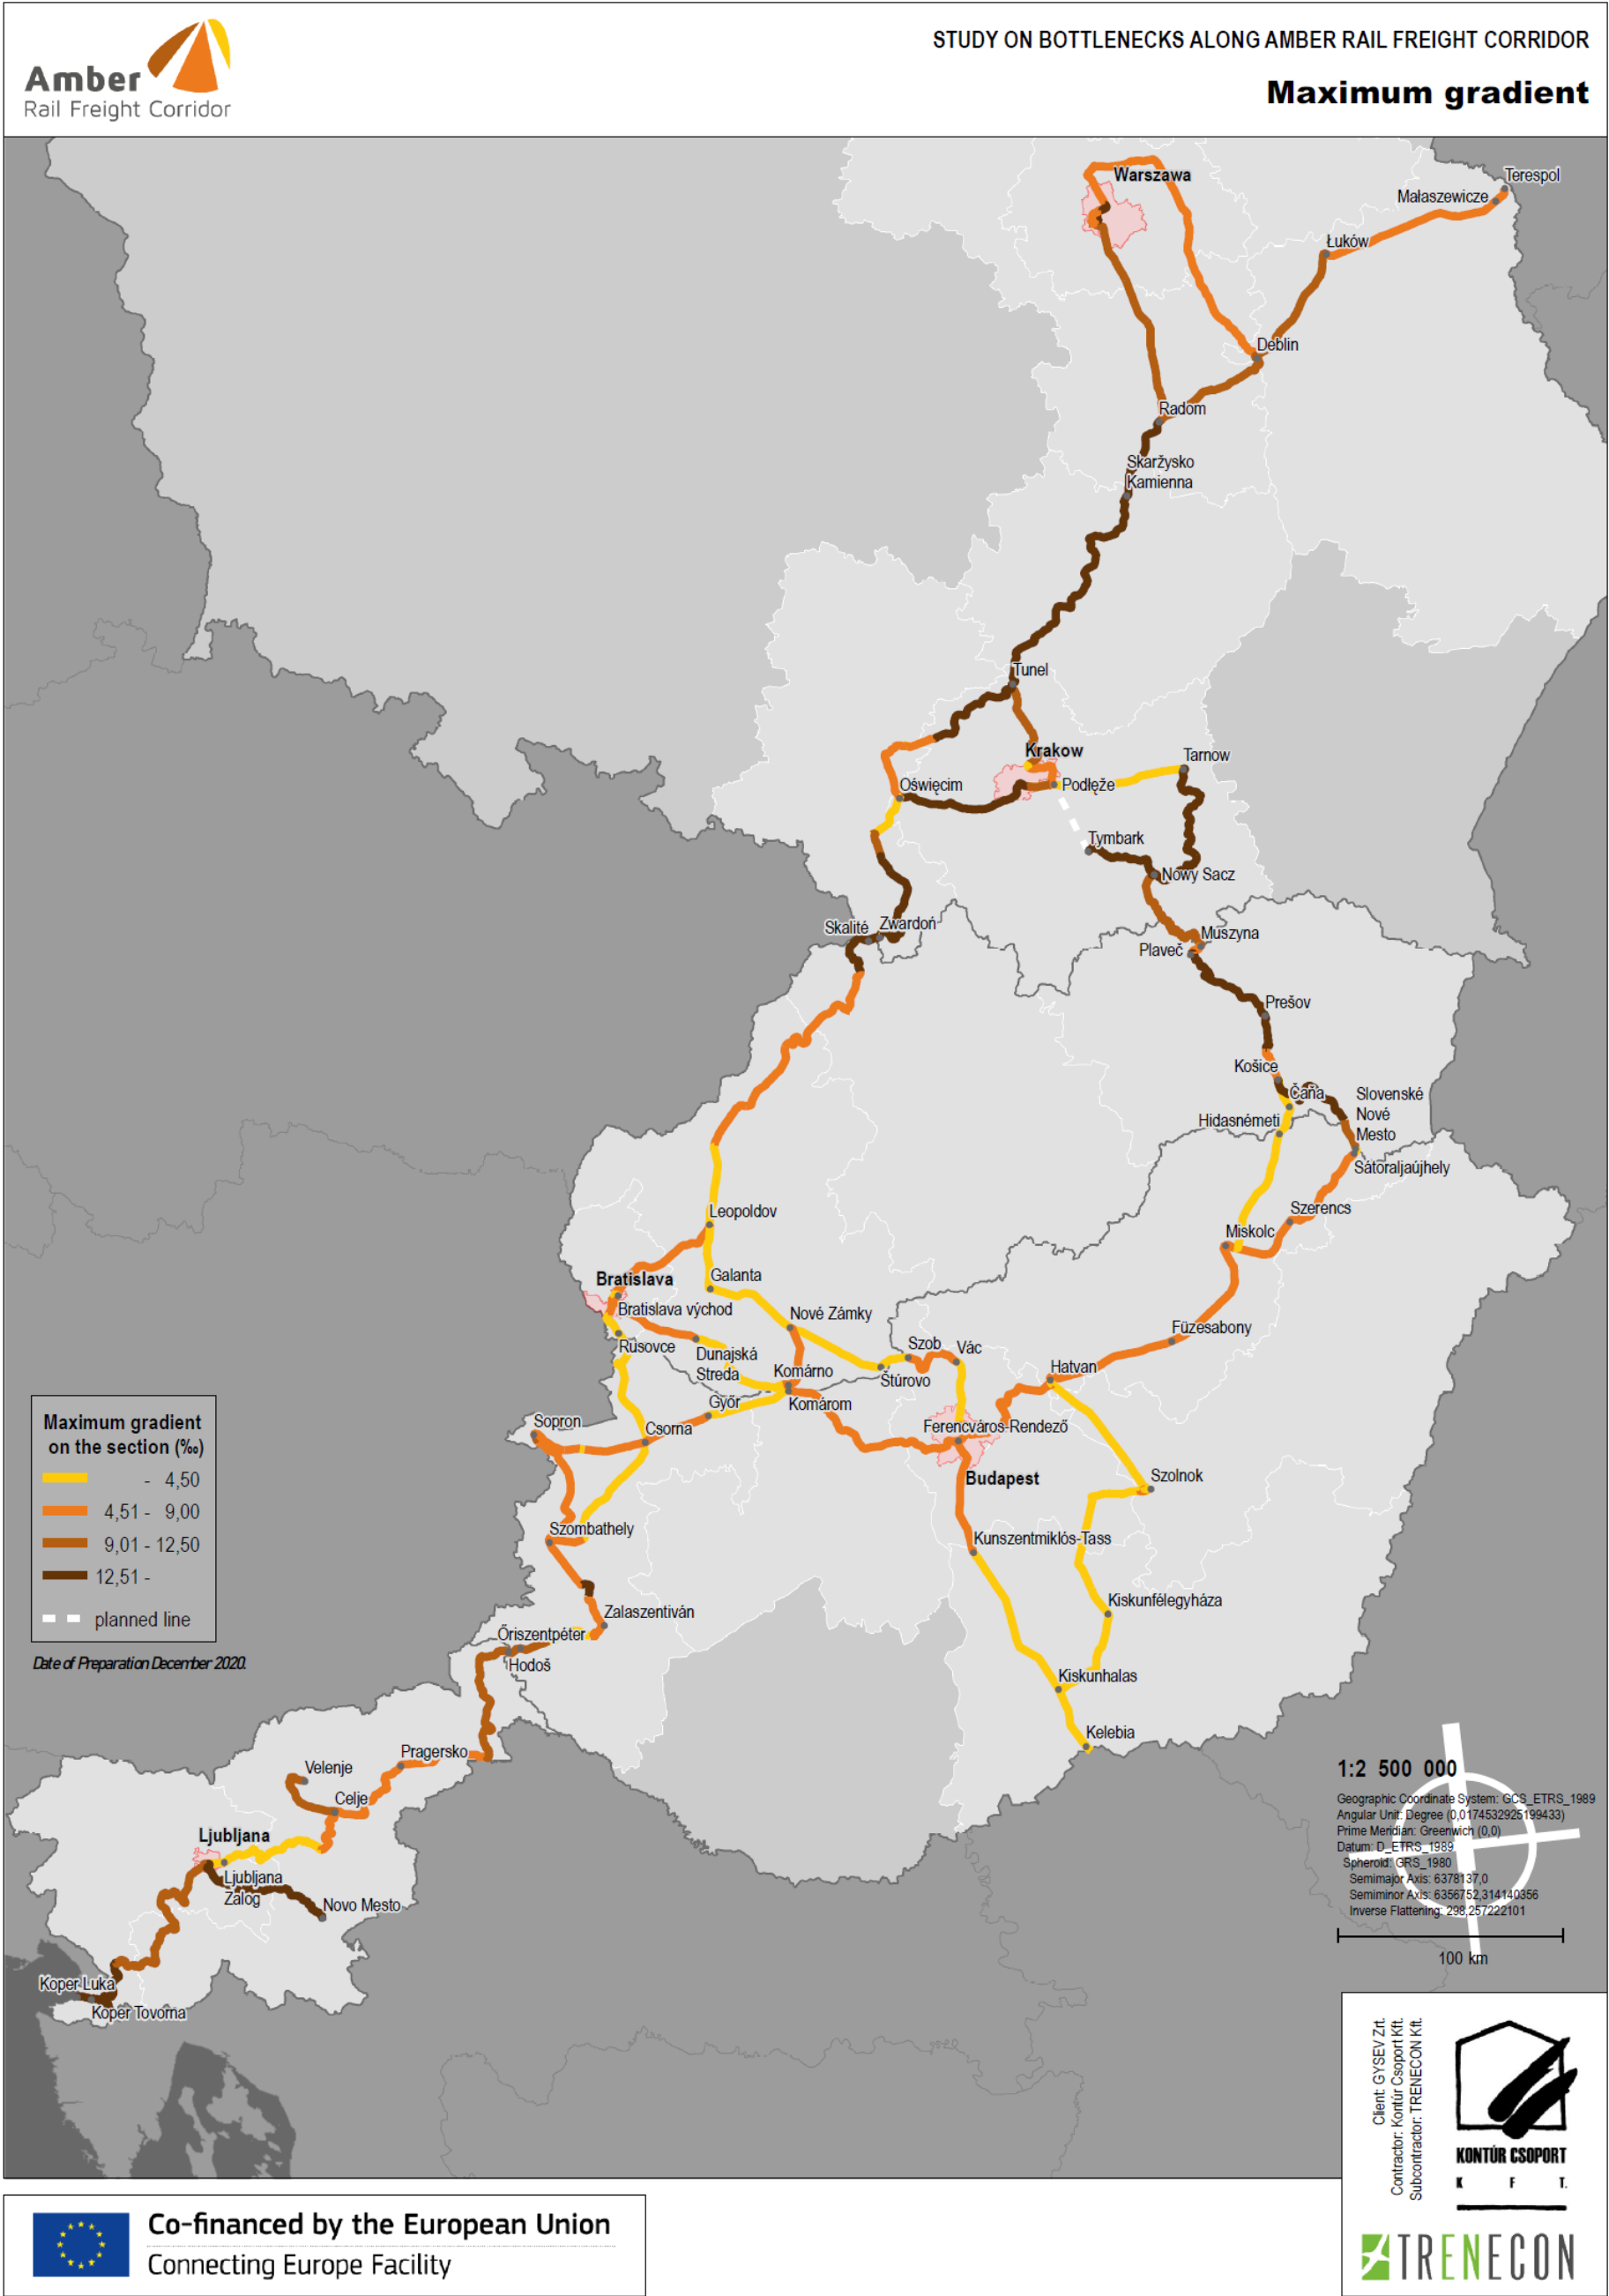 Amber
Rail Freight Corridor
STUDY ON BOTTLENECKS ALONG AMBER RAIL FREIGHT CORRIDOR
Maximum gradient
Warszawa
Terespol
Małaszewicze
Łuków
Dęblin
Radom
Skarżysko
Kamienna
Tunel
Krakow
Tarnow
Oświęcim
Podłęże
Tymbark
Nowy Sacz
Skalité
Zwardoń
Muszyna
Plaveč
Prešov
Košice
Čaňa
Slovenské
Nové
Mesto
Hidasnémeti
Sátoraljaújhely
Leopoldov
Szerencs
Miskolc
Bratislava
Galanta
Bratislava východ
Nové Zámky
Rusovce
Dunajská
Streda
Szob
Vác
Füzesabony
Štúrovo
Hatvan
Komárno
Komárom
Győr
Sopron
Csorna
Ferencváros-Rendező
Budapest
Szolnok
Szombathely
Kunszentmiklós-Tass
Zalaszentiván
Kiskunfélegyháza
Őriszentpéter
Hodoš
Kiskunhalas
Kelebia
Pragersko
Velenje
Celje
Ljubljana
Ljubljana
Zalog
Novo Mesto
Koper Luka
Koper Tovorna
Maximum gradient
on the section (‰)
- 4,50
4,51 - 9,00
9,01 - 12,50
12,51 -
planned line
Date of Preparation December 2020.
1:2 500 000
Geographic Coordinate System: GCS_ETRS_1989
Angular Unit: Degree (0,0174532925199433)
Prime Meridian: Greenwich (0,0)
Datum: D_ETRS_1989
Spheroid: GRS_1980
Semimajor Axis: 6378137,0
Semiminor Axis: 6356752,314140356
Inverse Flattening: 298,257222101
100 km
Client: GYSEV Zrt.
Contractor: Kontúr Csoport Kft.
Subcontractor: TRENECON Kft.
KONTÚR CSOPORT
K F T.
TRENECON
Co-financed by the European Union
Connecting Europe Facility